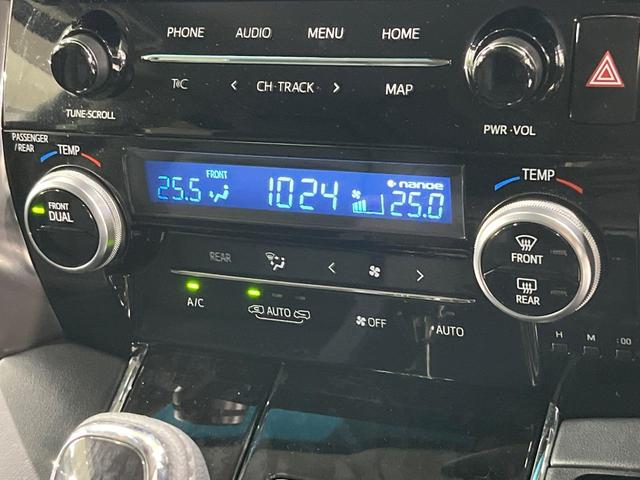 PHONE AUDIO MENU HOME
T/C < CH·TRACK > MAP
TUNE·SCROLL
PWR·VOL
PASSENGER
/REAR
TEMP
FRONT
DUAL
FRONT
25.5 1024 nanoe 25.0
TEMP
FRONT
REAR
REAR < >
A/C
AUTO
OFF
AUTO
H M :00